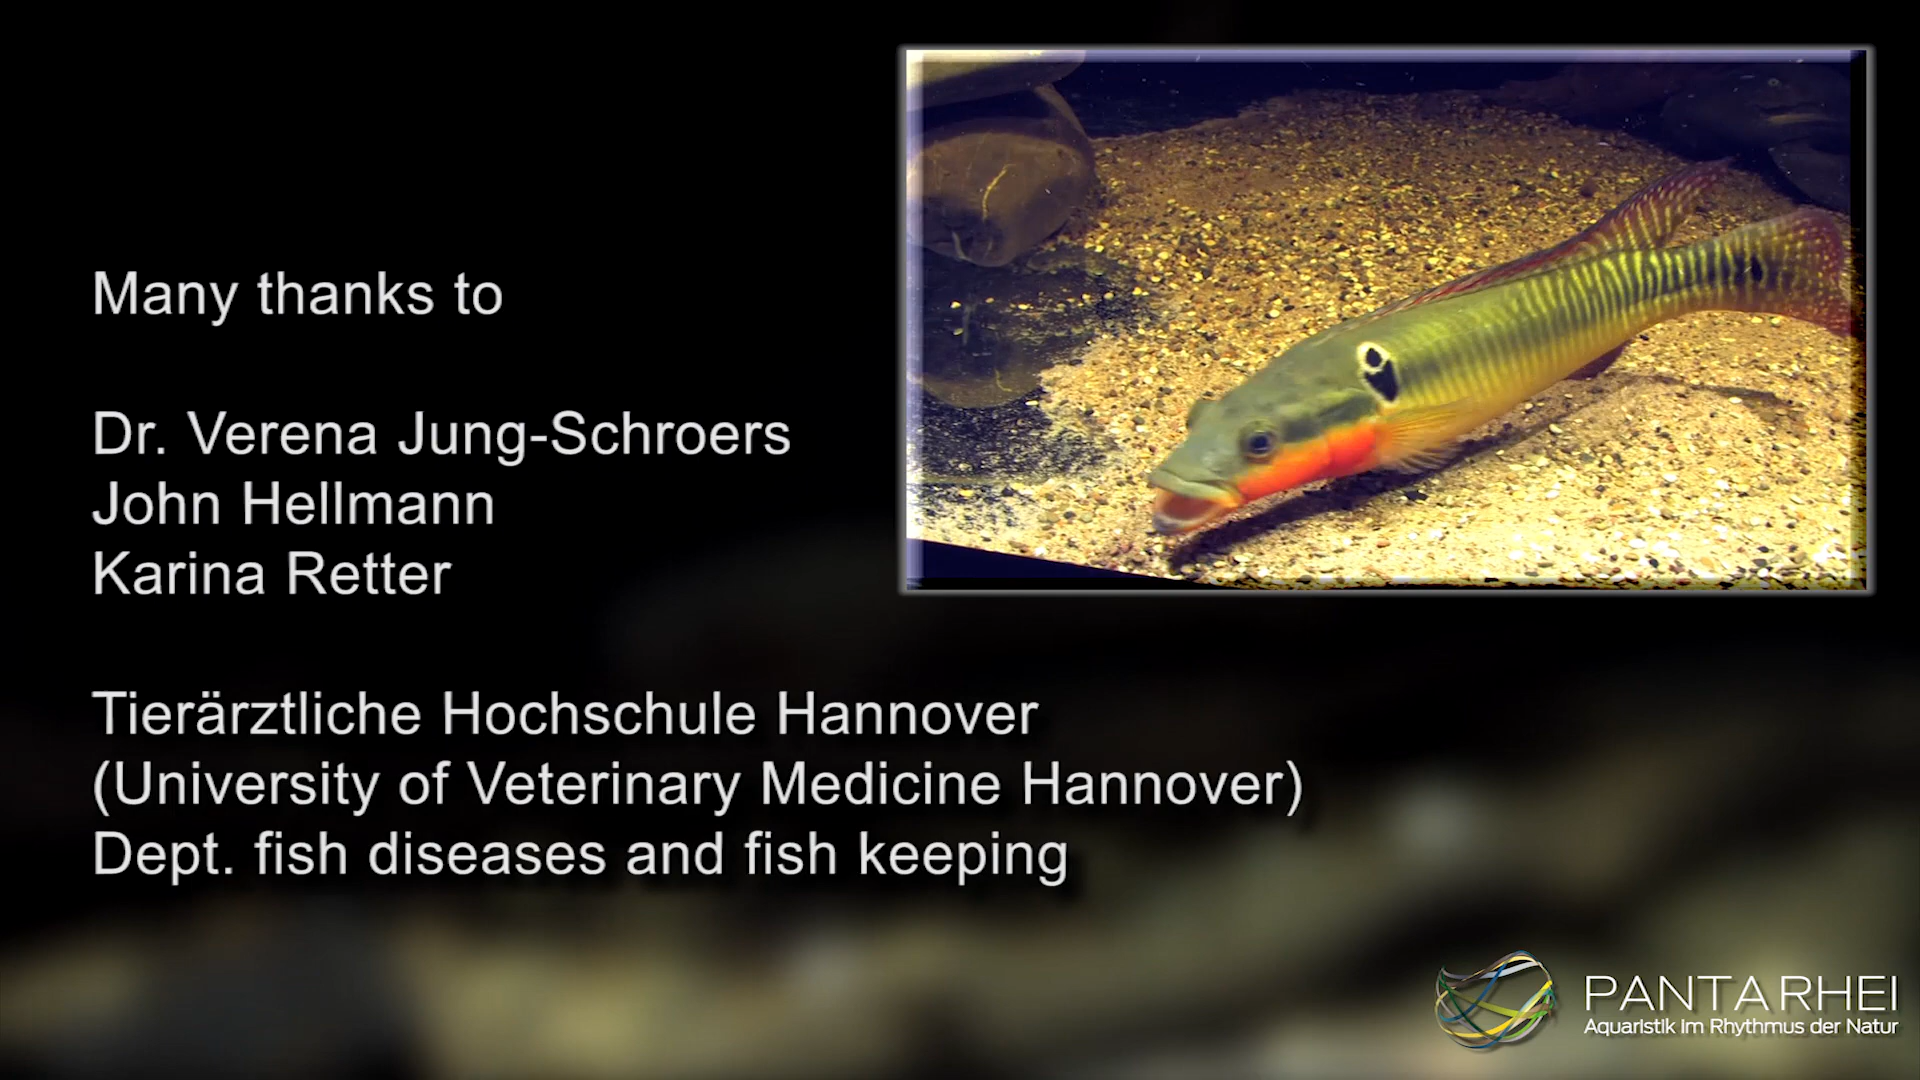 Many thanks to
Dr. Verena Jung-Schroers
John Hellmann
Karina Retter
Tierärztliche Hochschule Hannover
(University of Veterinary Medicine Hannover)
Dept. fish diseases and fish keeping
PANTA RHEI
Aquaristik im Rhythmus der Natur